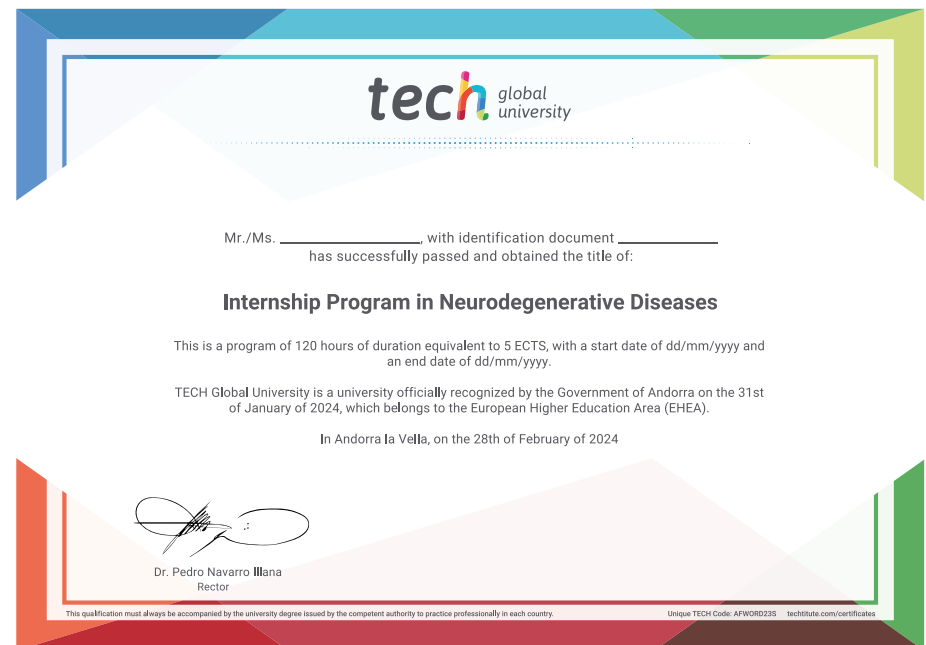 tech global university
Mr./Ms. ____________, with identification document ____________
has successfully passed and obtained the title of:
Internship Program in Neurodegenerative Diseases
This is a program of 120 hours of duration equivalent to 5 ECTS, with a start date of dd/mm/yyyy and
an end date of dd/mm/yyyy.
TECH Global University is a university officially recognized by the Government of Andorra on the 31st
of January of 2024, which belongs to the European Higher Education Area (EHEA).
In Andorra la Vella, on the 28th of February of 2024
Dr. Pedro Navarro Illana
Rector
This qualification must always be accompanied by the university degree issued by the competent authority to practice professionally in each country.
Unique TECH Code: AFWORD23S techtitute.com/certificates